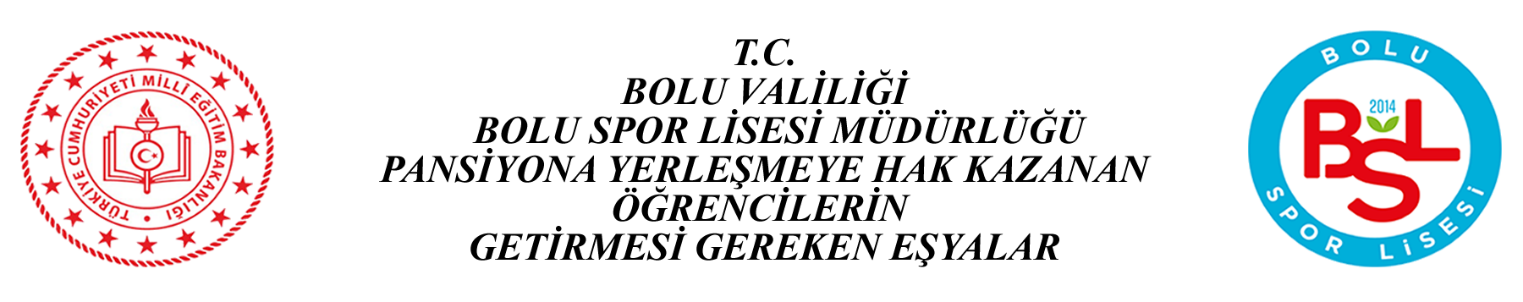 T.C.
BOLU VALİLİĞİ
BOLU SPOR LİSESİ MÜDÜRLÜĞÜ
PANSİYONA YERLEŞMEYE HAK KAZANAN
ÖĞRENCİLERİN
GETİRMESİ GEREKEN EŞYALAR
TÜRKİYE CUMHURİYETİ MİLLÎ EĞİTİM BAKANLIĞI
BOLU
2014
BSL
SPOR LİSESİ